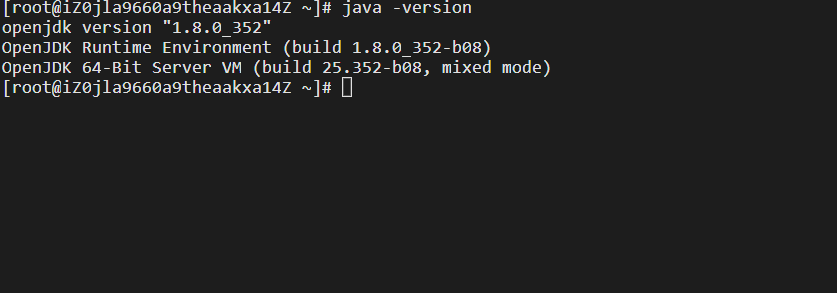 [root@iZ0jla9660a9theaakxa14Z ~]# java -version
openjdk version "1.8.0_352"
OpenJDK Runtime Environment (build 1.8.0_352-b08)
OpenJDK 64-Bit Server VM (build 25.352-b08, mixed mode)
[root@iZ0jla9660a9theaakxa14Z ~]#